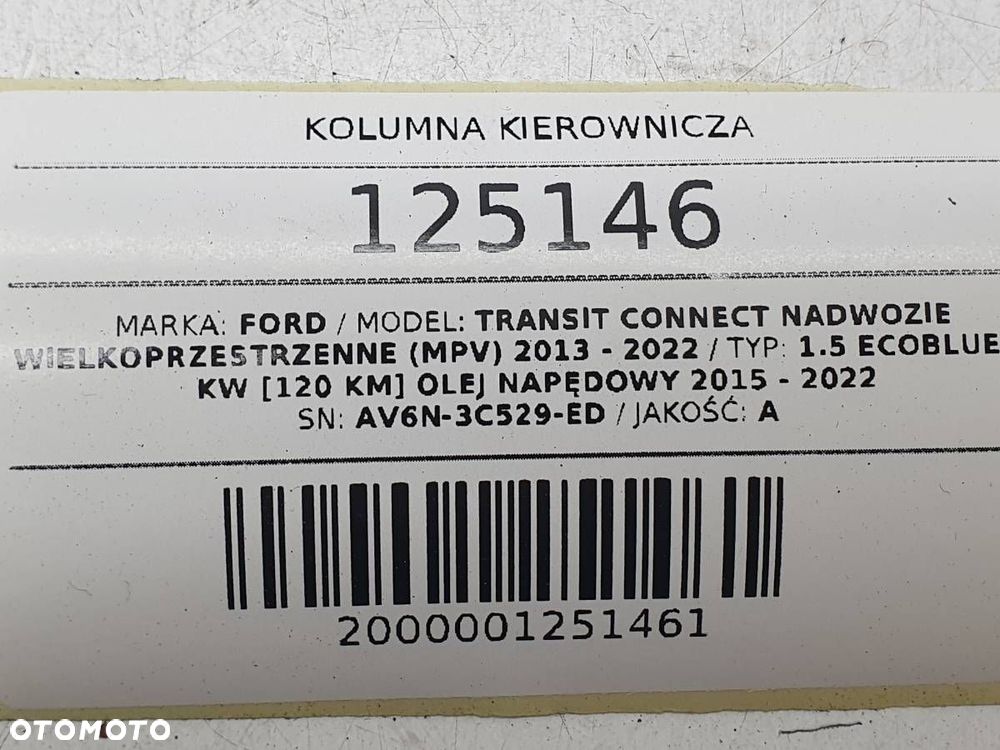 KOLUMNA KIEROWNICZA
125146
MARKA: FORD / MODEL: TRANSIT CONNECT NADWOZIE
WIELKOPRZESTRZENNE (MPV) 2013 - 2022 / TYP: 1.5 ECOBLUE
KW [120 KM] OLEJ NAPĘDOWY 2015 - 2022
SN: AV6N-3C529-ED / JAKOŚĆ: A
2000001251461
OTOMOTO